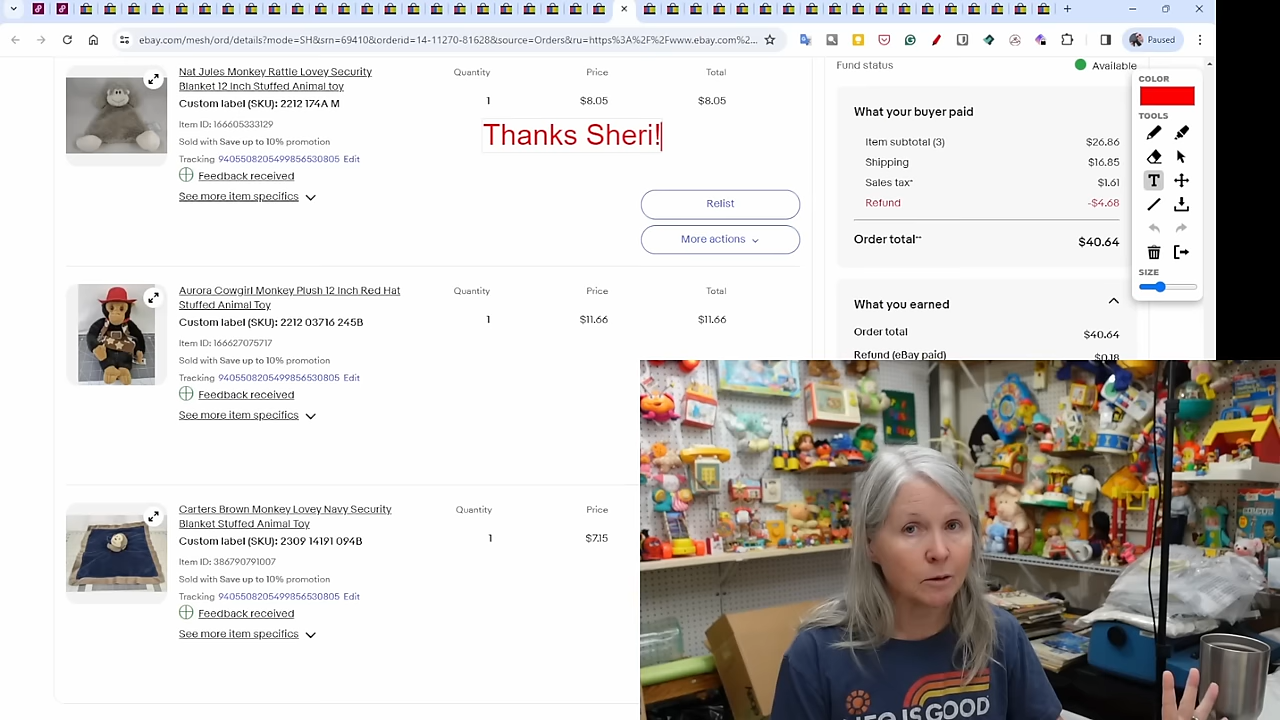 Paused
ebay.com/mesh/ord/details?mode=SH&srn=69410&orderid=14-11270-81628&source=Orders&ru=https%3A%2F%2Fwww.ebay.com%2...
Nat Jules Monkey Rattle Lovey Security
Blanket 12 Inch Stuffed Animal toy
Custom label (SKU): 2212 174A M
Item ID: 166605333129
Sold with Save up to 10% promotion
Tracking 9405508205499856530805 Edit
Feedback received
See more item specifics
Quantity Price Total
1 $8.05 $8.05
Thanks Sheri!
Relist
More actions
Aurora Cowgirl Monkey Plush 12 Inch Red Hat
Stuffed Animal Toy
Custom label (SKU): 2212 03716 245B
Item ID: 166627075717
Sold with Save up to 10% promotion
Tracking 9405508205499856530805 Edit
Feedback received
See more item specifics
Quantity Price Total
1 $11.66 $11.66
Carters Brown Monkey Lovey Navy Security
Blanket Stuffed Animal Toy
Custom label (SKU): 2309 14191 094B
Item ID: 386790791007
Sold with Save up to 10% promotion
Tracking 9405508205499856530805 Edit
Feedback received
See more item specifics
Quantity Price
1 $7.15
Fund status Available
What your buyer paid
Item subtotal (3) $26.86
Shipping $16.85
Sales tax* $1.61
Refund -$4.68
Order total** $40.64
What you earned
Order total $40.64
Refund (eBay paid) $0.18
COLOR
TOOLS
T
SIZE
LIFE IS GOOD
CIRCUS